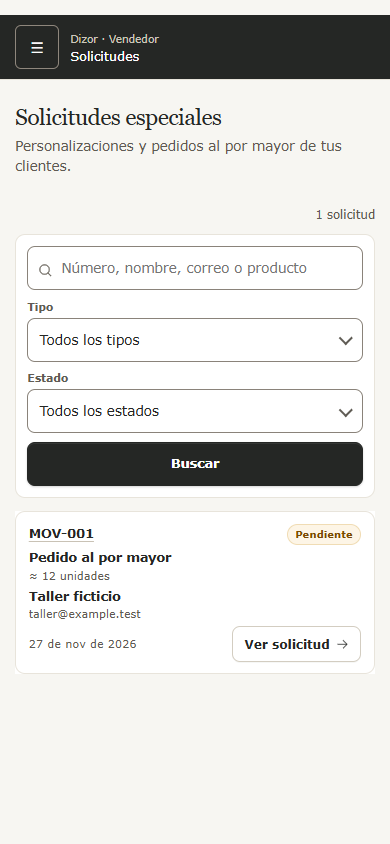 Dizor · Vendedor
Solicitudes
Solicitudes especiales
Personalizaciones y pedidos al por mayor de tus
clientes.
1 solicitud
Número, nombre, correo o producto
Tipo
Todos los tipos
Estado
Todos los estados
Buscar
MOV-001
Pendiente
Pedido al por mayor
≈ 12 unidades
Taller ficticio
taller@example.test
27 de nov de 2026
Ver solicitud →